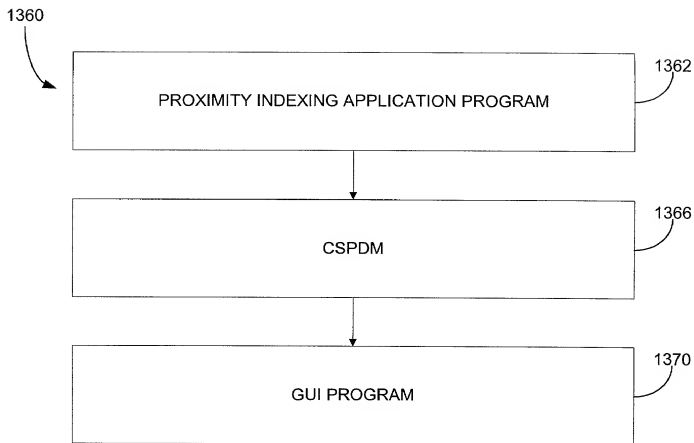 1360
1362
PROXIMITY INDEXING APPLICATION PROGRAM
1366
CSPDM
1370
GUI PROGRAM